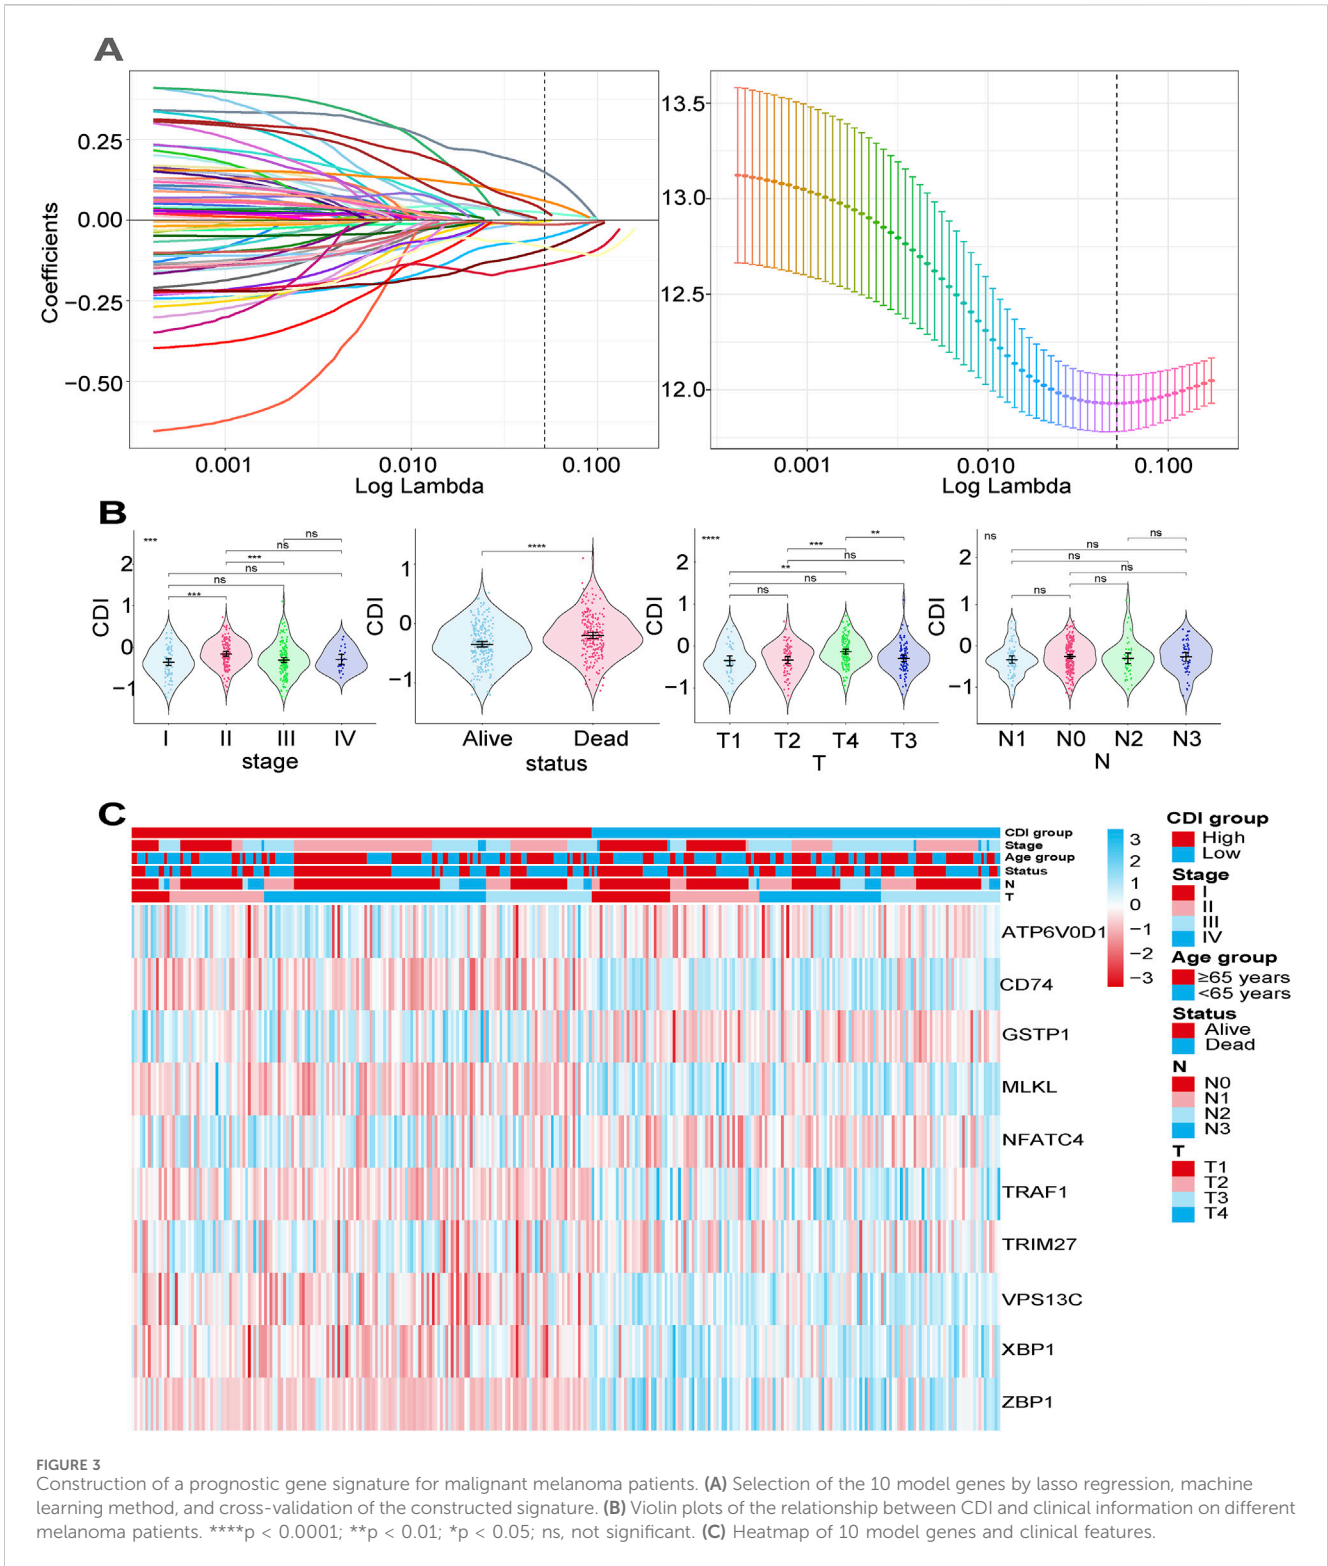 A
0.25
0.00
−0.25
−0.50
Coefficients
0.001
0.010
0.100
Log Lambda
13.5
13.0
12.5
12.0
0.001
0.010
0.100
Log Lambda
B
***
ns
ns
***
ns
ns
***
2
1
0
−1
CDI
I
II
III
IV
stage
****
1
0
−1
CDI
Alive
Dead
status
****
**
***
ns
**
ns
ns
2
1
0
−1
CDI
T1
T2
T4
T3
T
ns
ns
ns
ns
ns
ns
ns
2
1
0
−1
CDI
N1
N0
N2
N3
N
C
CDI group
Stage
Age group
Status
N
T
ATP6V0D1
CD74
GSTP1
MLKL
NFATC4
TRAF1
TRIM27
VPS13C
XBP1
ZBP1
3
2
1
0
−1
−2
−3
CDI group
High
Low
Stage
I
II
III
IV
Age group
≥65 years
<65 years
Status
Alive
Dead
N
N0
N1
N2
N3
T
T1
T2
T3
T4
FIGURE 3
Construction of a prognostic gene signature for malignant melanoma patients. (A) Selection of the 10 model genes by lasso regression, machine
learning method, and cross-validation of the constructed signature. (B) Violin plots of the relationship between CDI and clinical information on different
melanoma patients. ****p < 0.0001; **p < 0.01; *p < 0.05; ns, not significant. (C) Heatmap of 10 model genes and clinical features.